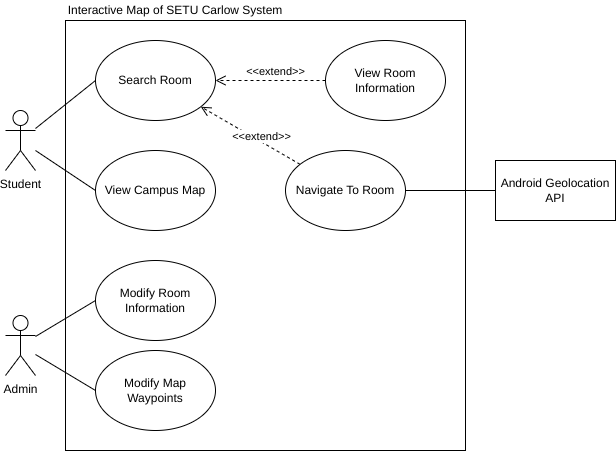 Interactive Map of SETU Carlow System
Search Room
<<extend>>
View Room
Information
<<extend>>
Student
View Campus Map
Navigate To Room
Android Geolocation
API
Modify Room
Information
Admin
Modify Map
Waypoints